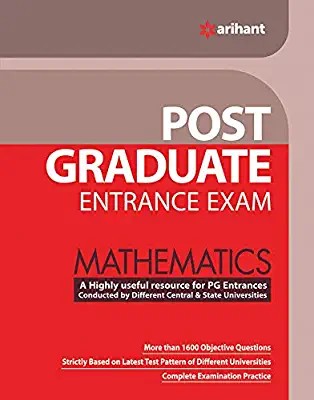 arihant
POST
GRADUATE
ENTRANCE EXAM
MATHEMATICS
A Highly useful resource for PG Entrances
Conducted by Different Central & State Universities
More than 1600 Objective Questions
Strictly Based on Latest Test Pattern of Different Universities
Complete Examination Practice